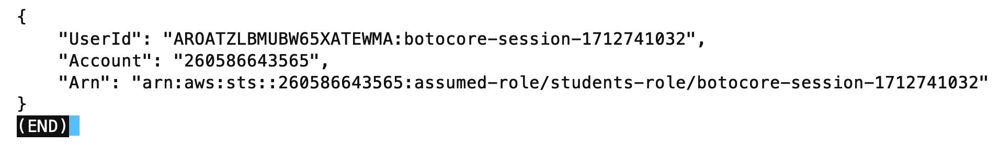 {
    "UserId": "AROATZLBMUBW65XATEWMA:botocore-session-1712741032",
    "Account": "260586643565",
    "Arn": "arn:aws:sts::260586643565:assumed-role/students-role/botocore-session-1712741032"
}
(END)